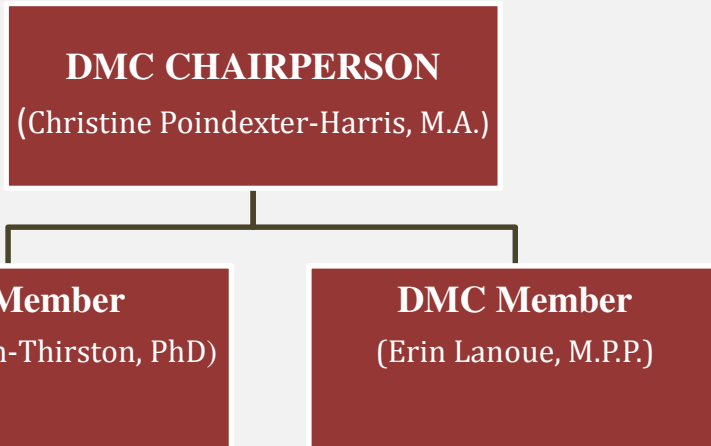 DMC CHAIRPERSON
(Christine Poindexter-Harris, M.A.)
Member
-Thirston, PhD)
DMC Member
(Erin Lanoue, M.P.P.)